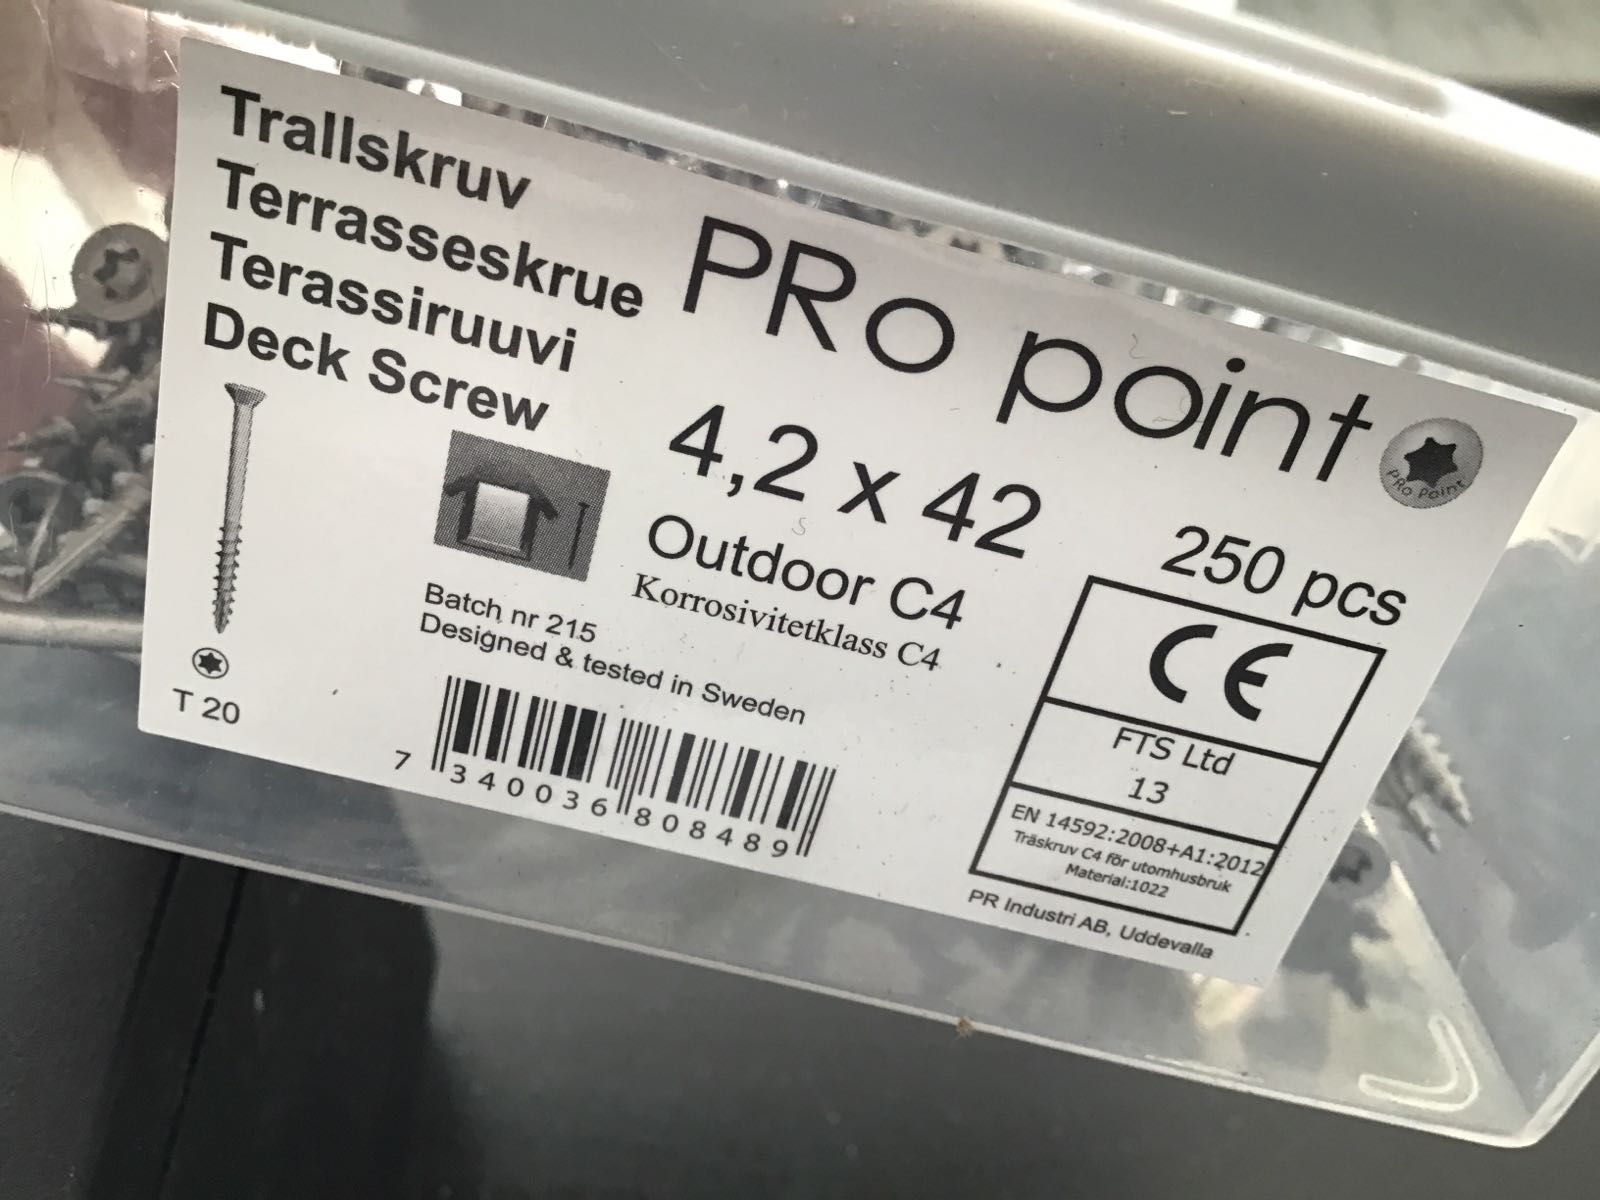 Trallskruv
Terrasseskrue
Terassiruuvi
Deck Screw
PRo point
PRo Point
4,2 x 42
250 pcs
Outdoor C4
Korrosivitetklass C4
Batch nr 215
Designed & tested in Sweden
T 20
7 340036 808489
CE
FTS Ltd
13
EN 14592:2008+A1:2012
Träskruv C4 för utomhusbruk
Material:1022
PR Industri AB, Uddevalla